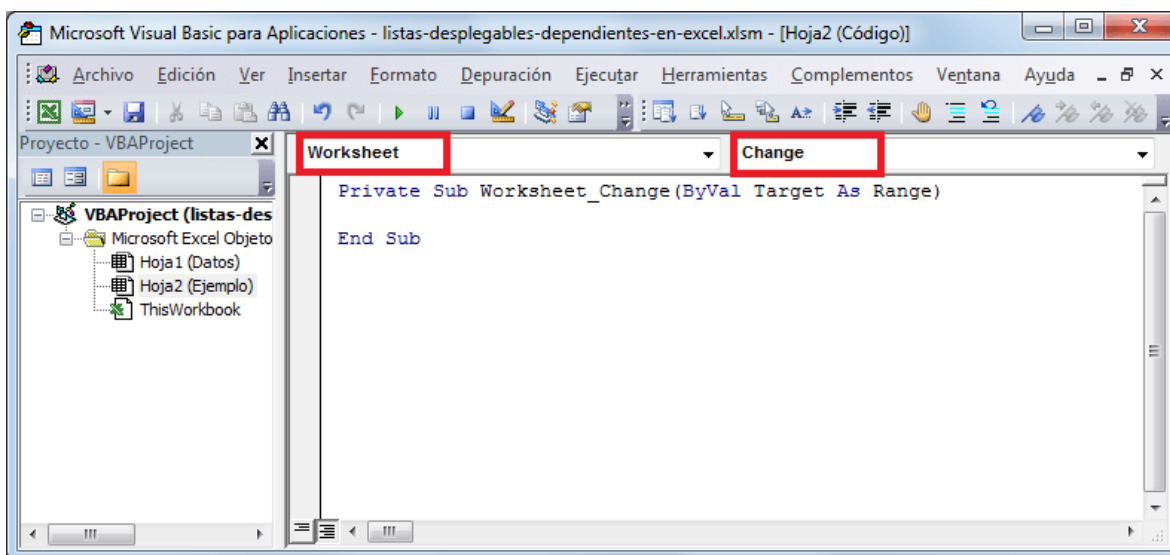 Microsoft Visual Basic para Aplicaciones - listas-desplegables-dependientes-en-excel.xlsm - [Hoja2 (Código)]
Archivo Edición Ver Insertar Formato Depuración Ejecutar Herramientas Complementos Ventana Ayuda
Proyecto - VBAProject
Worksheet
Change
VBAProject (listas-des
Microsoft Excel Objeto
Hoja1 (Datos)
Hoja2 (Ejemplo)
ThisWorkbook
Private Sub Worksheet_Change(ByVal Target As Range)
End Sub